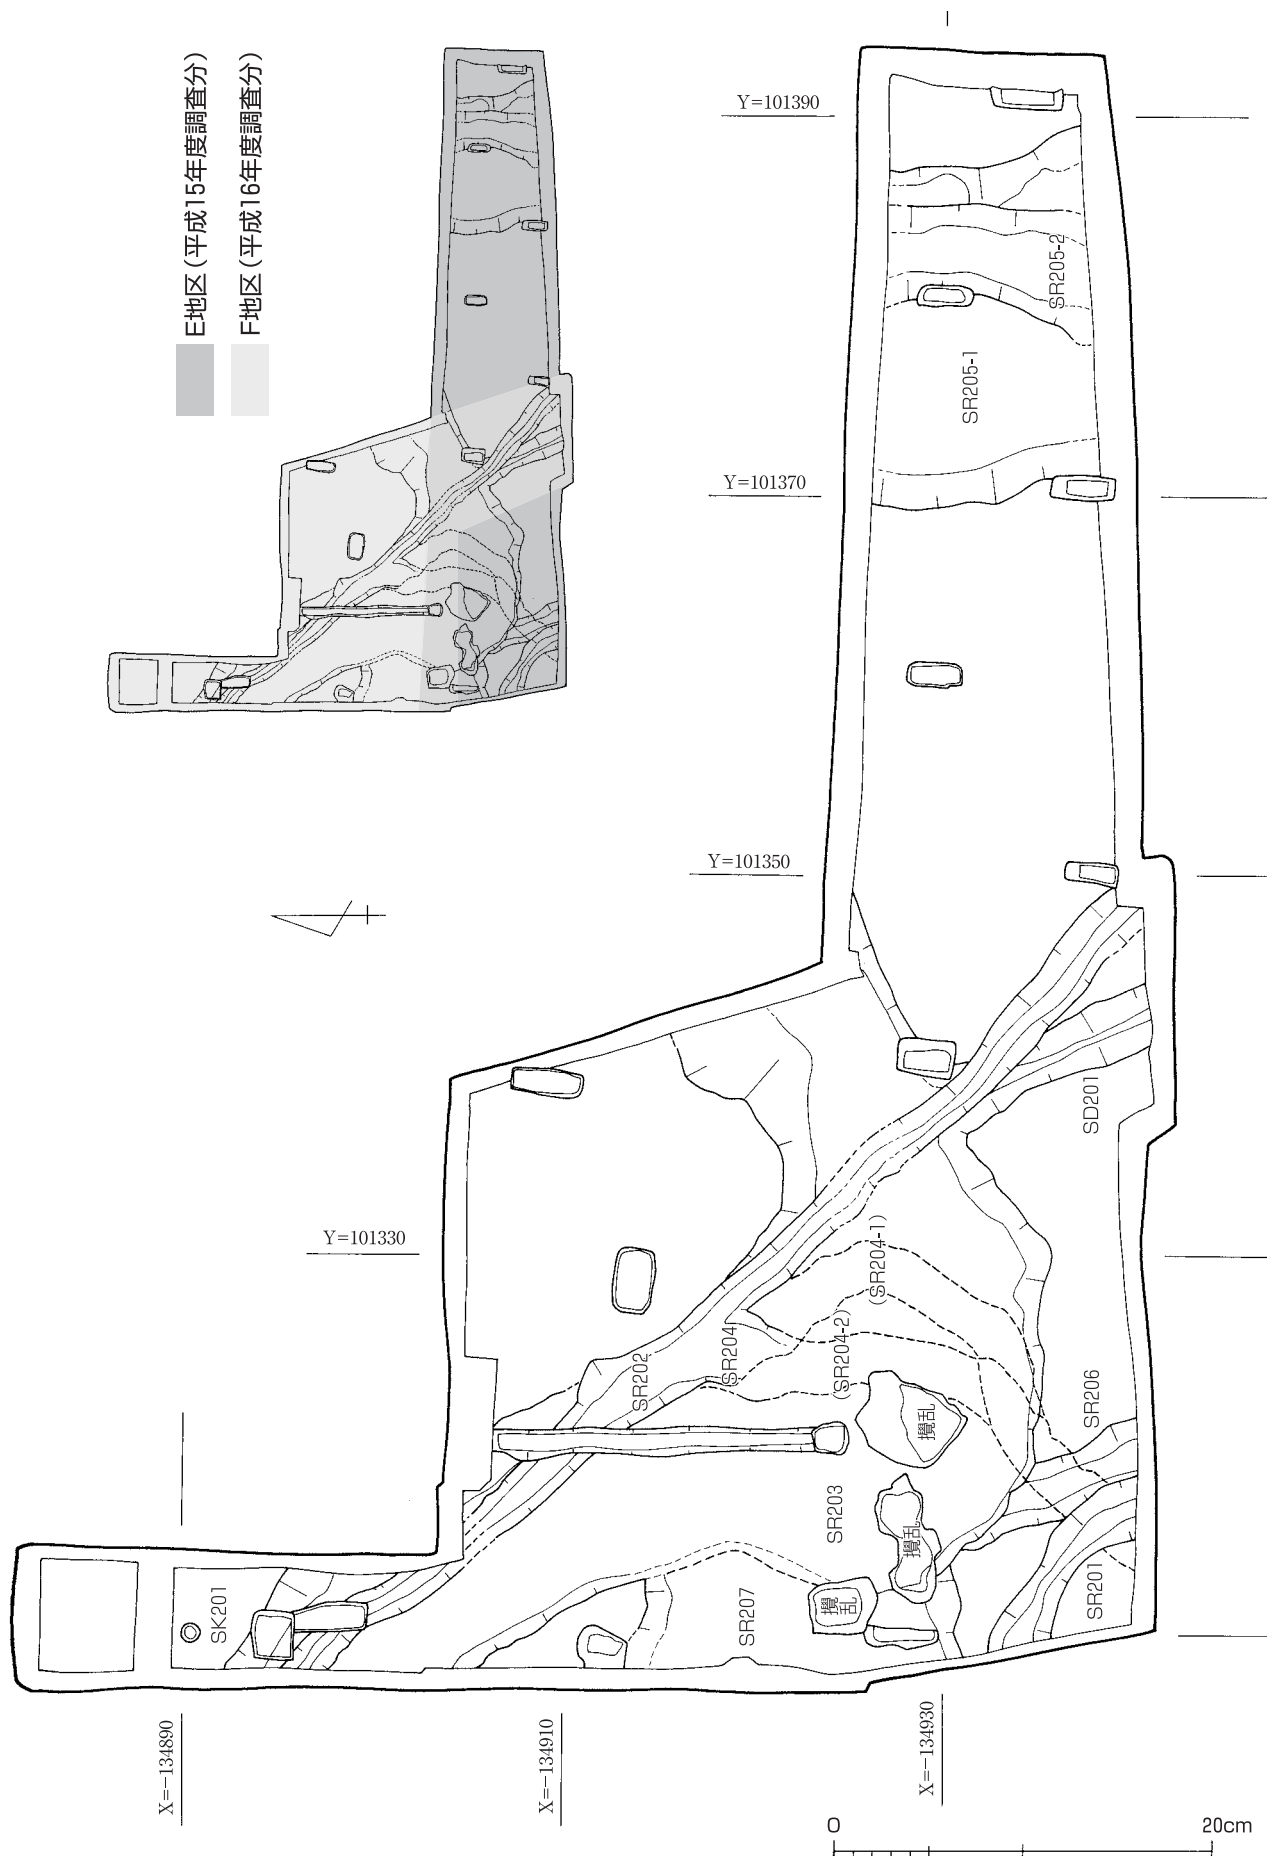 E地区 (平成15年度調査分)
F地区 (平成16年度調査分)
Y=101390
Y=101370
Y=101350
Y=101330
SR205-2
SR205-1
SD201
(SR204-1)
(SR204-2)
SR204
SR202
SR206
攪乱
SR203
攪乱
攪乱
SR201
SR207
SK201
X=-134890
X=-134910
X=-134930
0
20cm